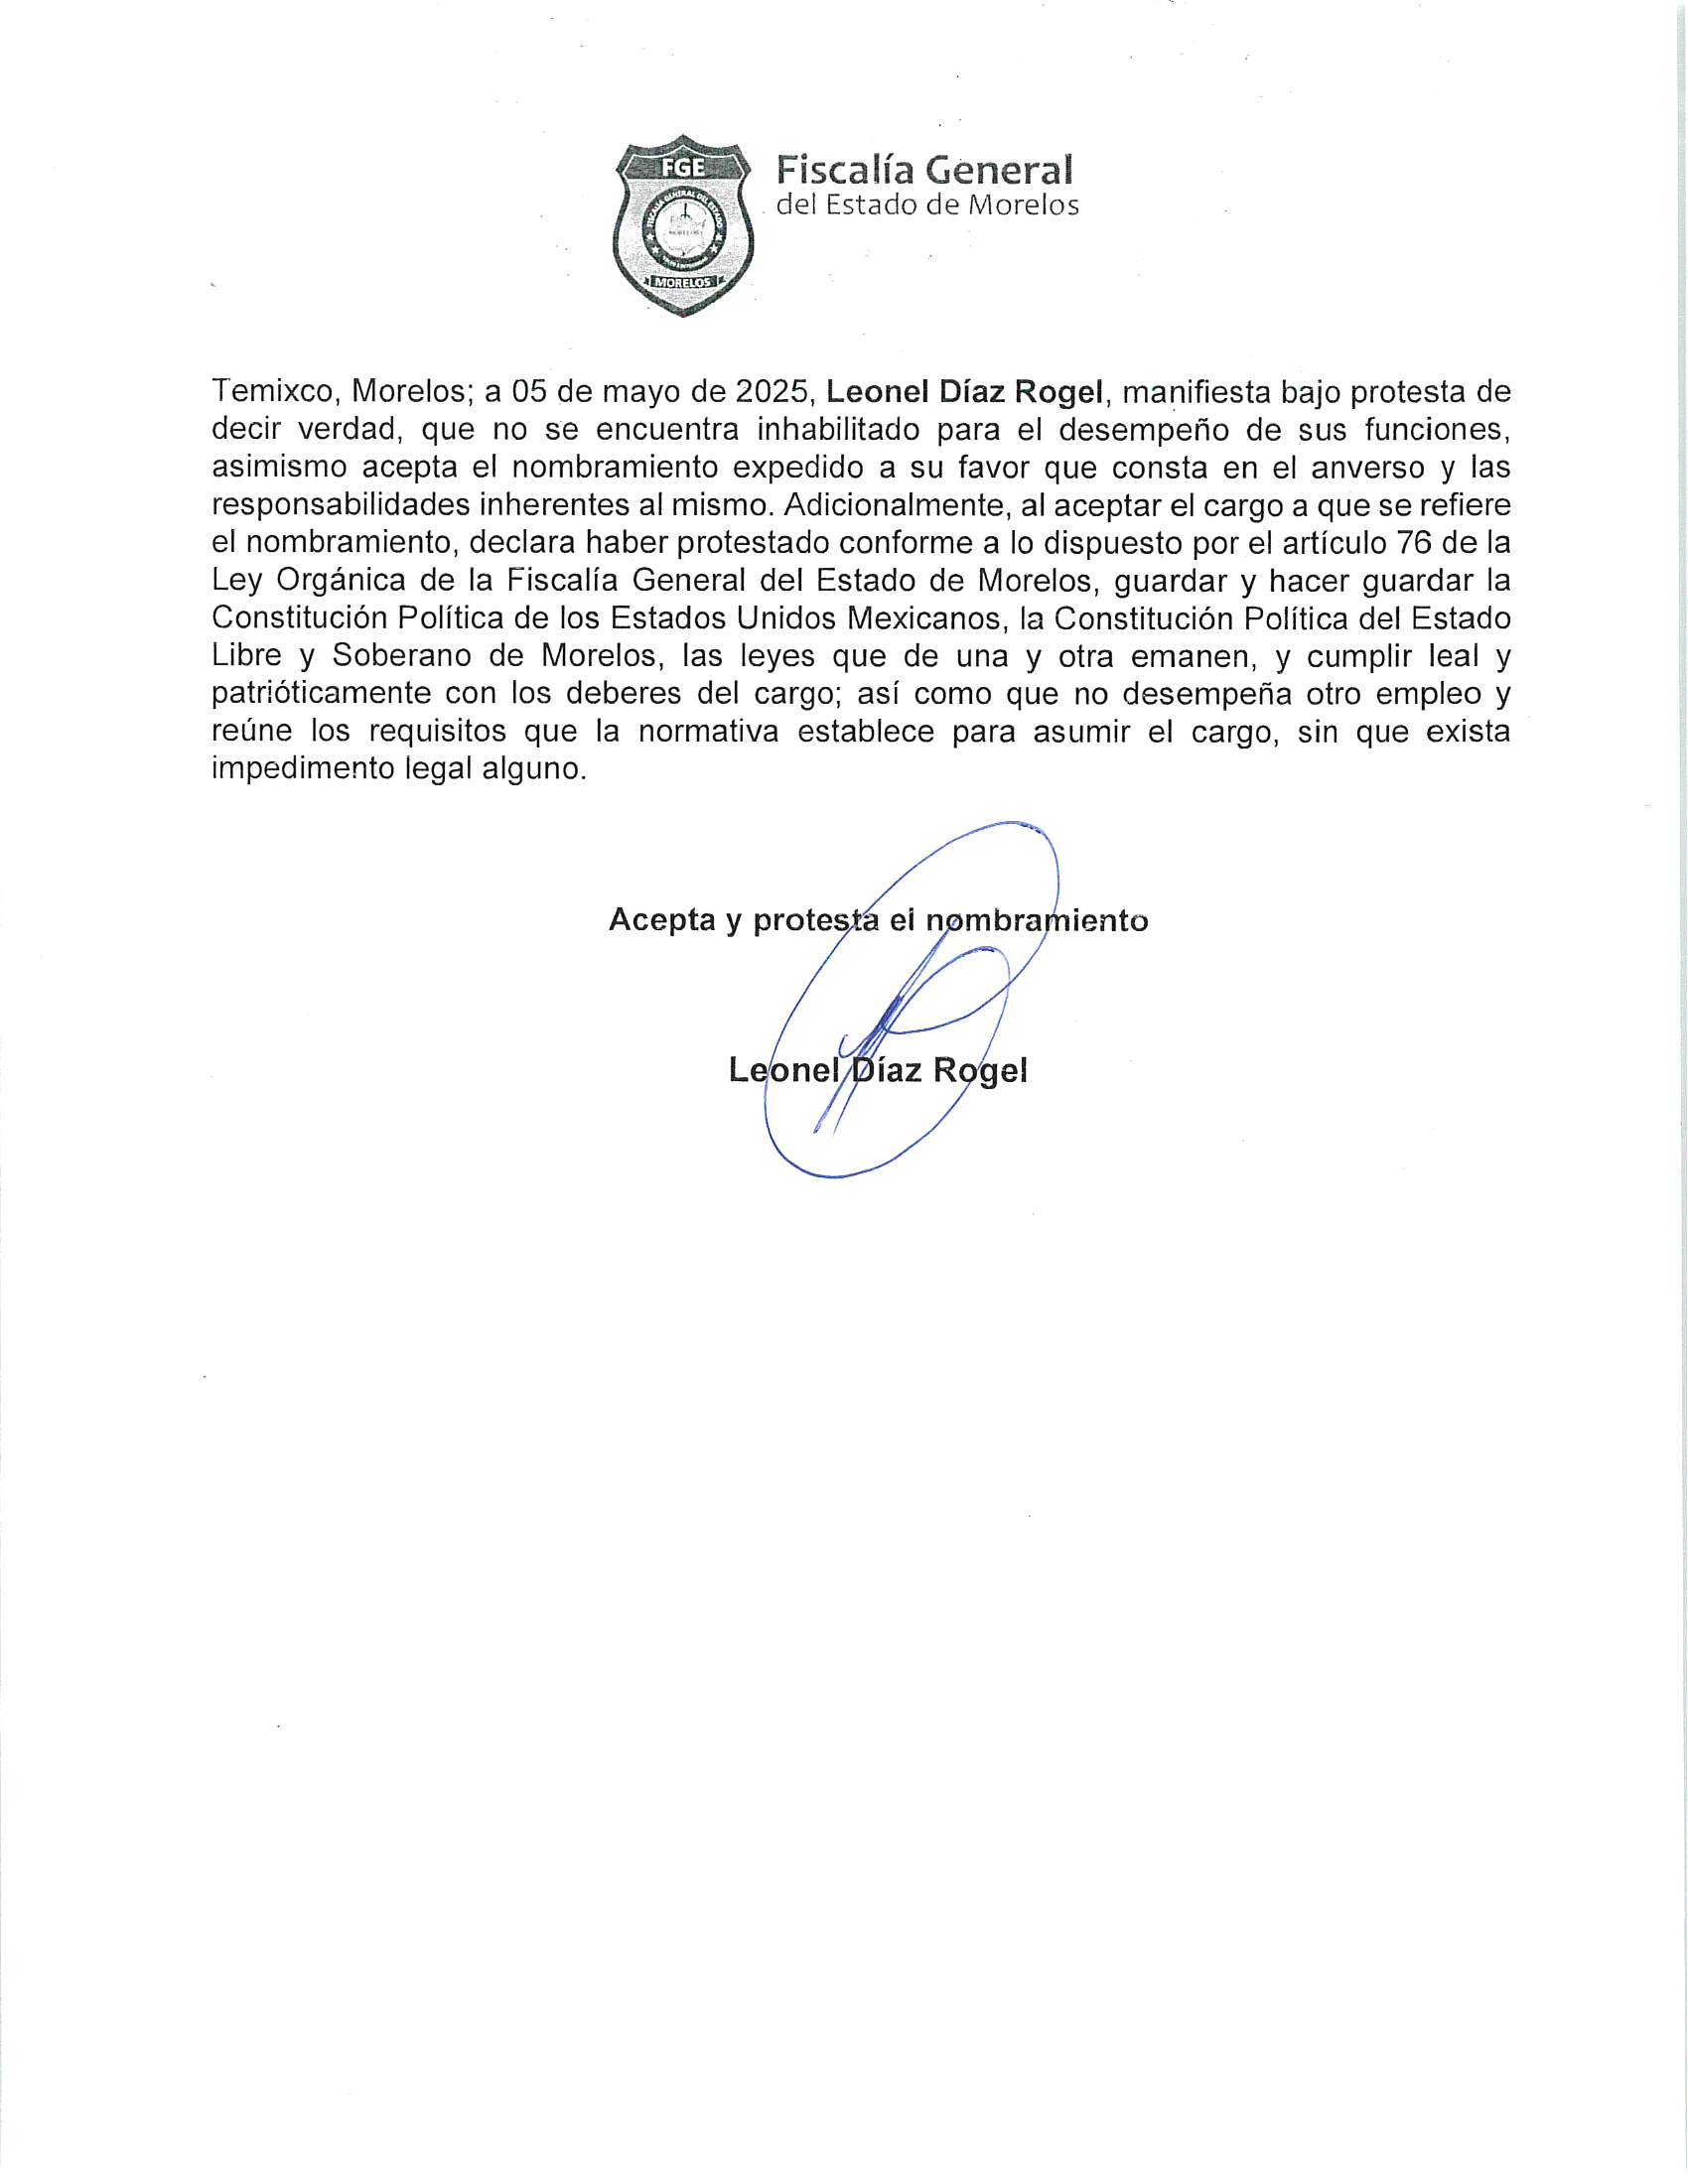 FGE
FISCALÍA GENERAL DEL ESTADO
MORELOS
MORELOS
Fiscalía General
del Estado de Morelos
Temixco, Morelos; a 05 de mayo de 2025, Leonel Díaz Rogel, manifiesta bajo protesta de
decir verdad, que no se encuentra inhabilitado para el desempeño de sus funciones,
asimismo acepta el nombramiento expedido a su favor que consta en el anverso y las
responsabilidades inherentes al mismo. Adicionalmente, al aceptar el cargo a que se refiere
el nombramiento, declara haber protestado conforme a lo dispuesto por el artículo 76 de la
Ley Orgánica de la Fiscalía General del Estado de Morelos, guardar y hacer guardar la
Constitución Política de los Estados Unidos Mexicanos, la Constitución Política del Estado
Libre y Soberano de Morelos, las leyes que de una y otra emanen, y cumplir leal y
patrióticamente con los deberes del cargo; así como que no desempeña otro empleo y
reúne los requisitos que la normativa establece para asumir el cargo, sin que exista
impedimento legal alguno.
Acepta y protesta el nombramiento
Leonel Díaz Rogel